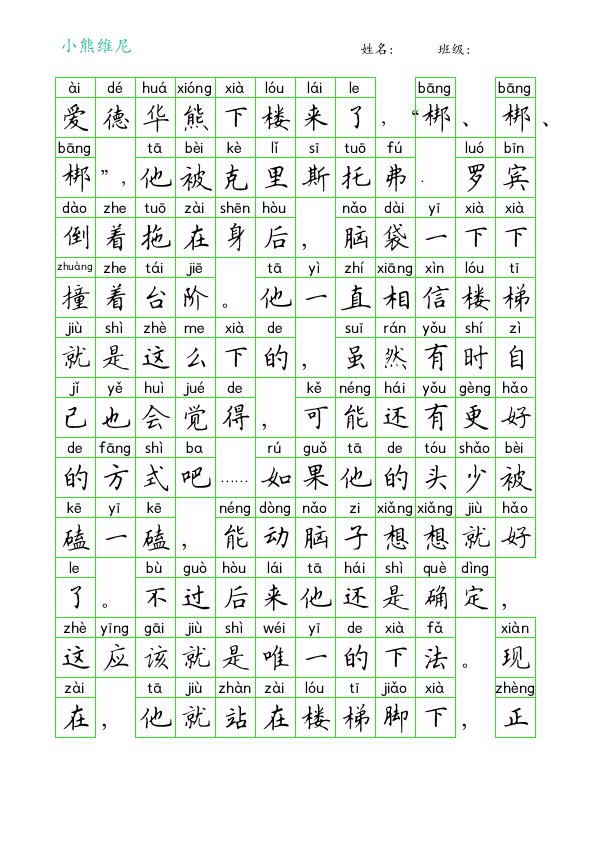 小熊维尼 姓名： 班级：
ài dé huá xióng xià lóu lái le bāng bāng
爱德华熊下楼来了，“梆、梆、
bāng tā bèi kè lǐ sī tuō fú luó bīn
梆”，他被克里斯托弗·罗宾
dào zhe tuō zài shēn hòu nǎo dài yī xià xià
倒着拖在身后，脑袋一下下
zhuàng zhe tái jiē tā yì zhí xiāng xìn lóu tī
撞着台阶。他一直相信楼梯
jiù shì zhè me xià de suī rán yǒu shí zì
就是这么下的，虽然有时自
jǐ yě huì jué de kě néng hái yǒu gèng hǎo
己也会觉得，可能还有更好
de fāng shì ba rú guǒ tā de tóu shǎo bèi
的方式吧……如果他的头少被
kē yī kē néng dòng nǎo zi xiǎng xiǎng jiù hǎo
磕一磕，能动脑子想想就好
le bù guò hòu lái tā hái shì què dìng
了。不过后来他还是确定，
zhè yīng gāi jiù shì wéi yī de xià fǎ xiàn
这应该就是唯一的下法。现
zài tā jiù zhàn zài lóu tī jiǎo xià zhèng
在，他就站在楼梯脚下，正